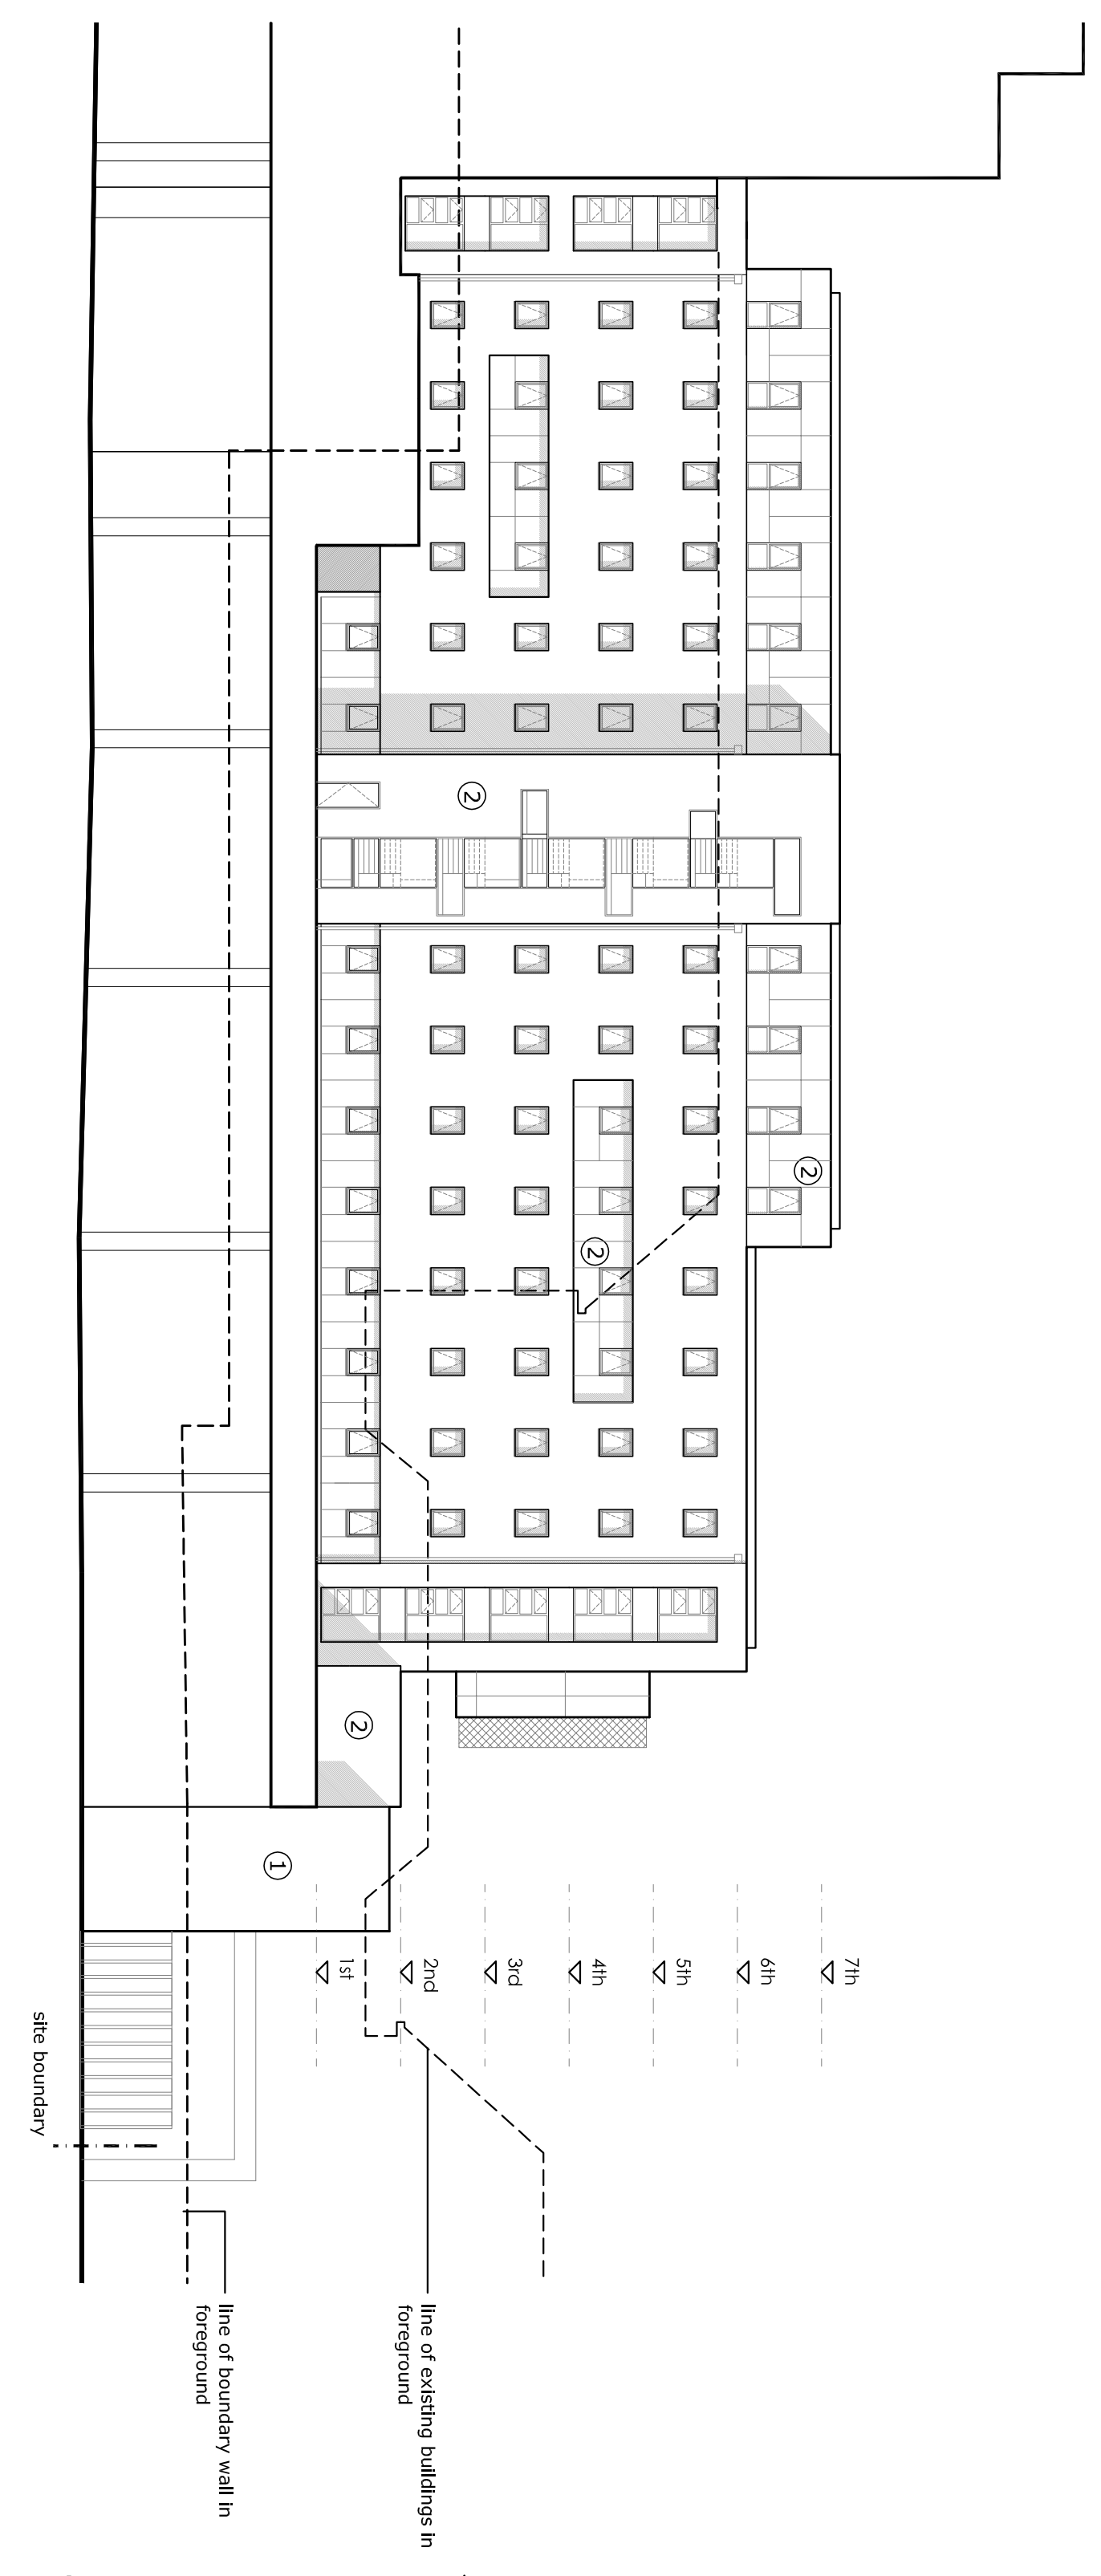 7th
6th
5th
4th
3rd
2nd
1st
2
2
2
2
1
line of existing buildings in
foreground
line of boundary wall in
foreground
site boundary